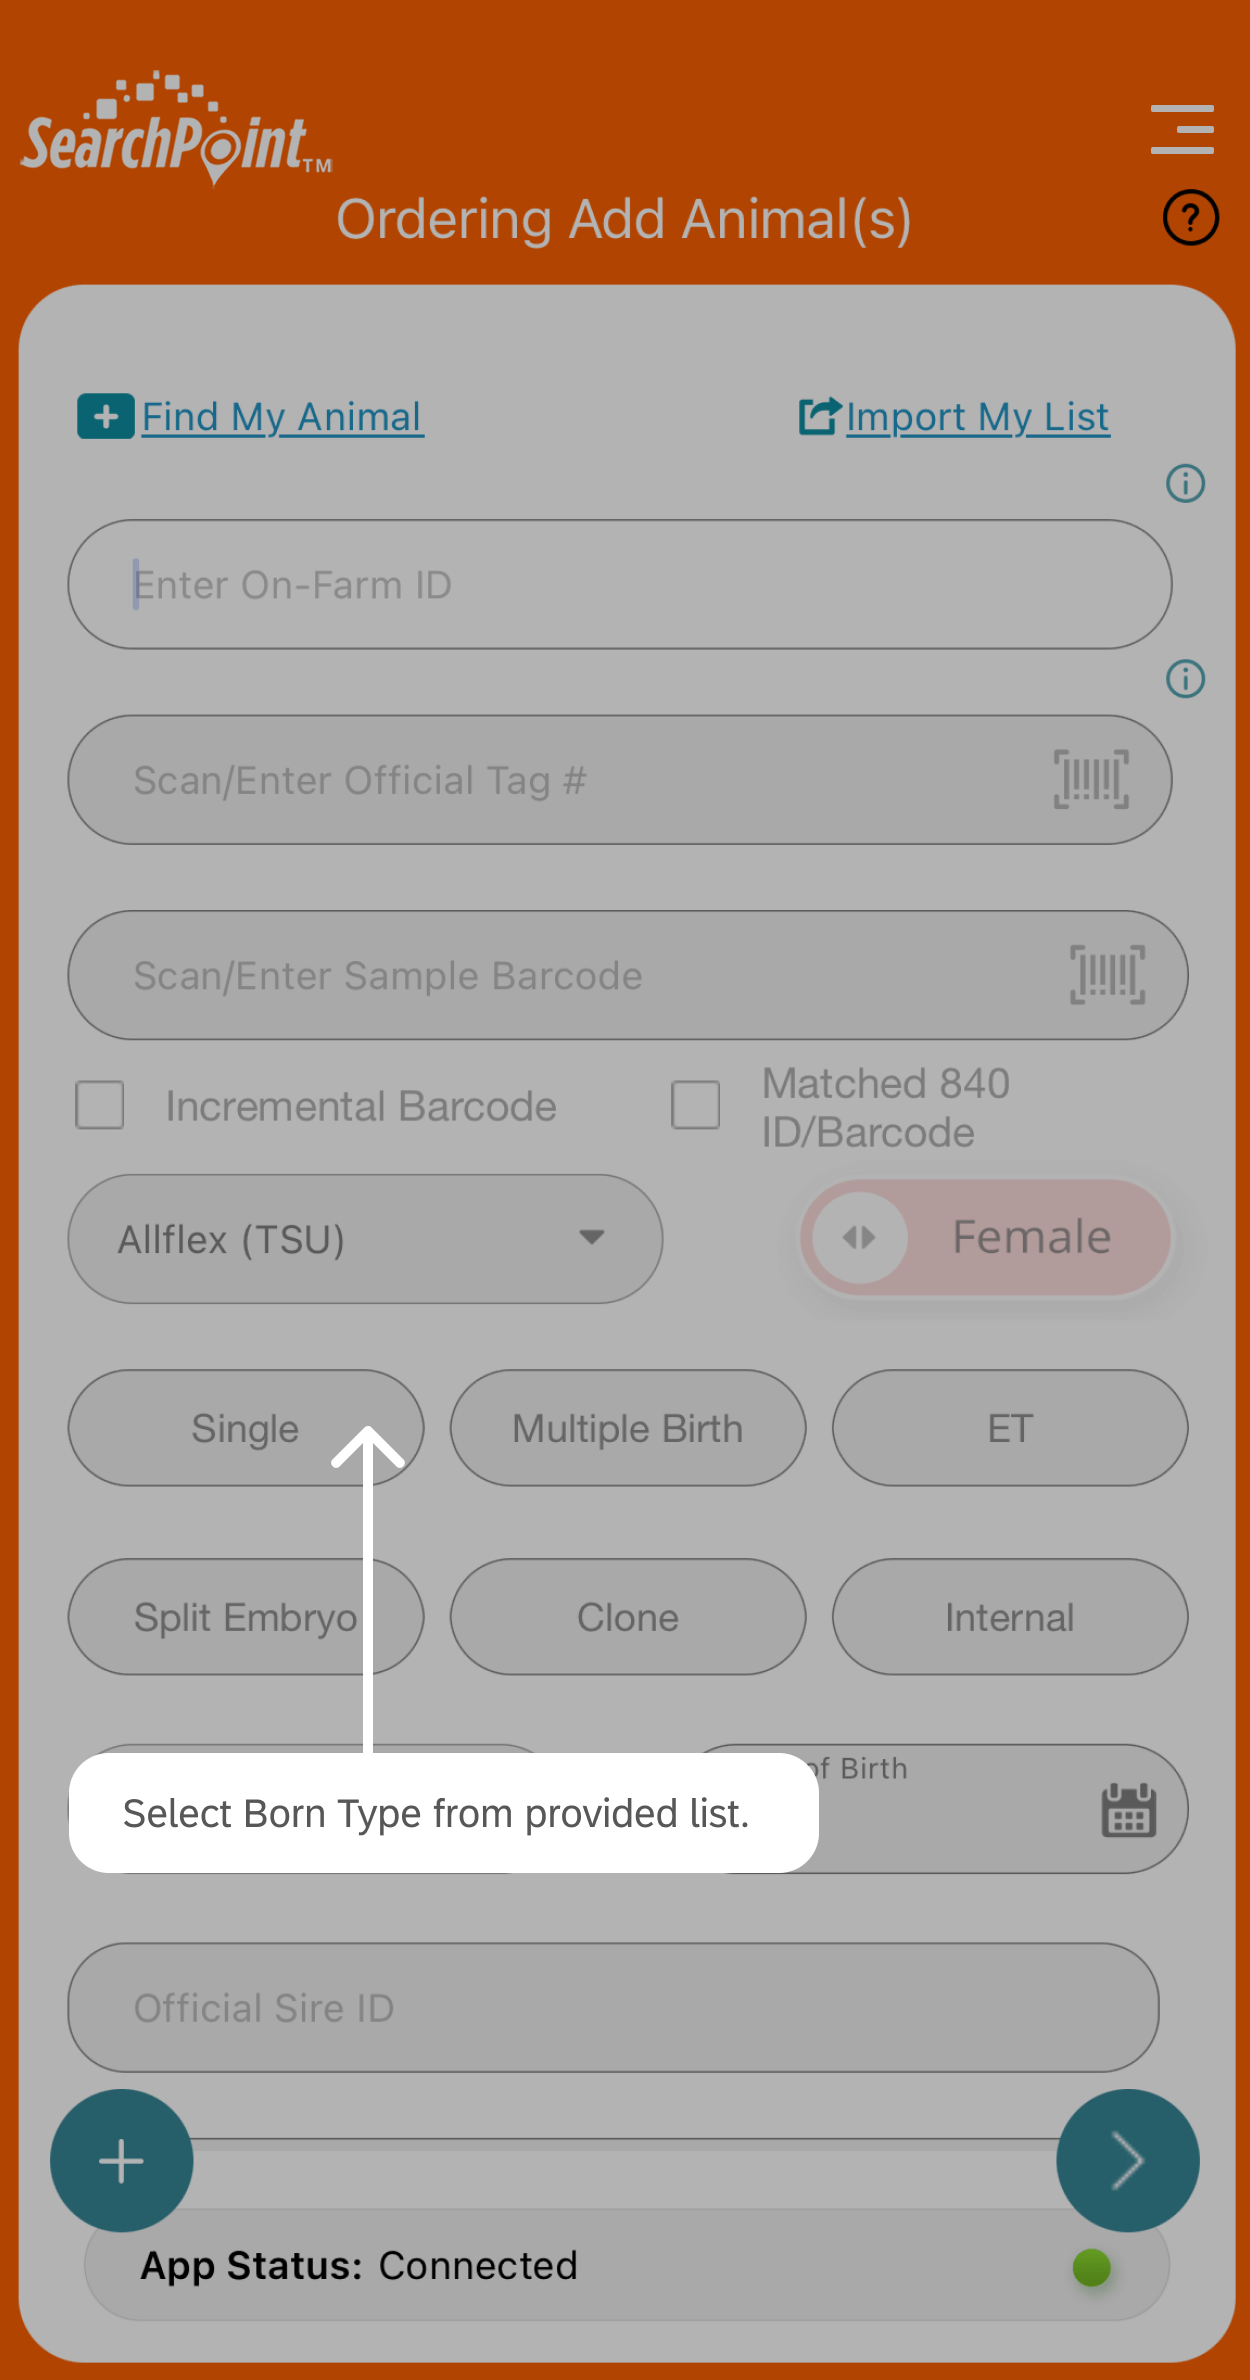 SearchPoint™
Ordering Add Animal(s)
?
Find My Animal
Import My List
Enter On-Farm ID
Scan/Enter Official Tag #
Scan/Enter Sample Barcode
Incremental Barcode
Matched 840
ID/Barcode
Allflex (TSU)
Female
Single
Multiple Birth
ET
Split Embryo
Clone
Internal
of Birth
Select Born Type from provided list.
Official Sire ID
App Status: Connected